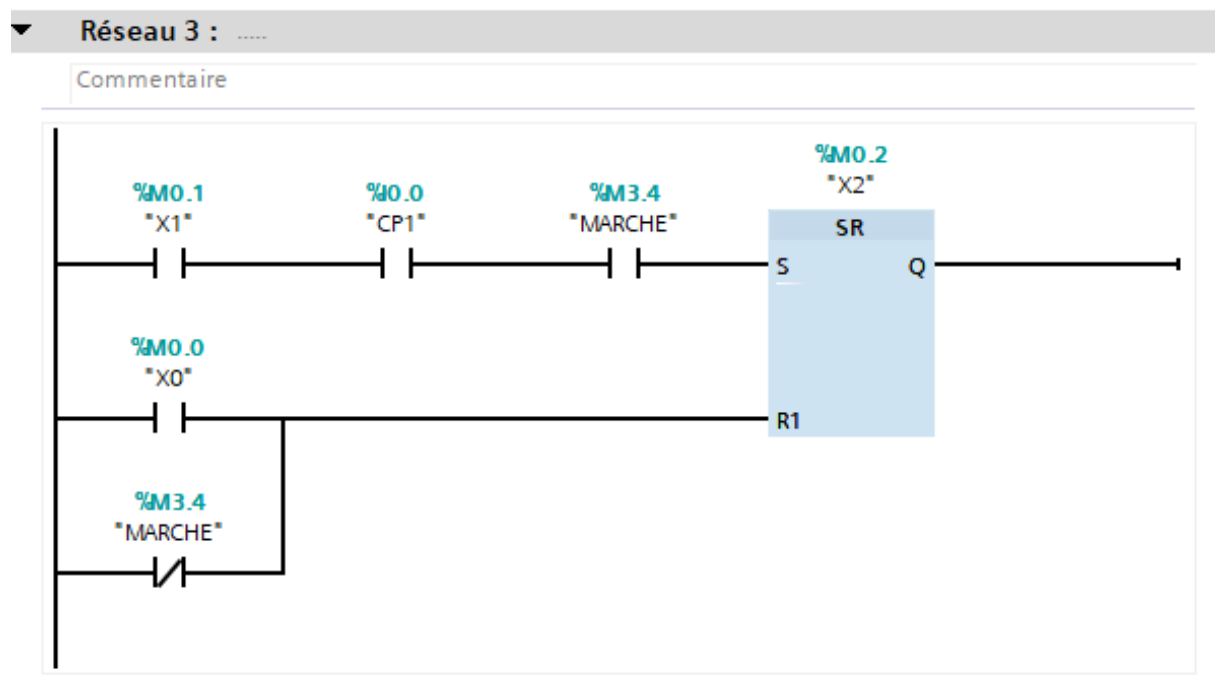 Réseau 3 : .....
Commentaire
%M0.2
"X2"
%M0.1 %I0.0 %M3.4
"X1" "CP1" "MARCHE"
SR
S Q
%M0.0
"X0"
R1
%M3.4
"MARCHE"